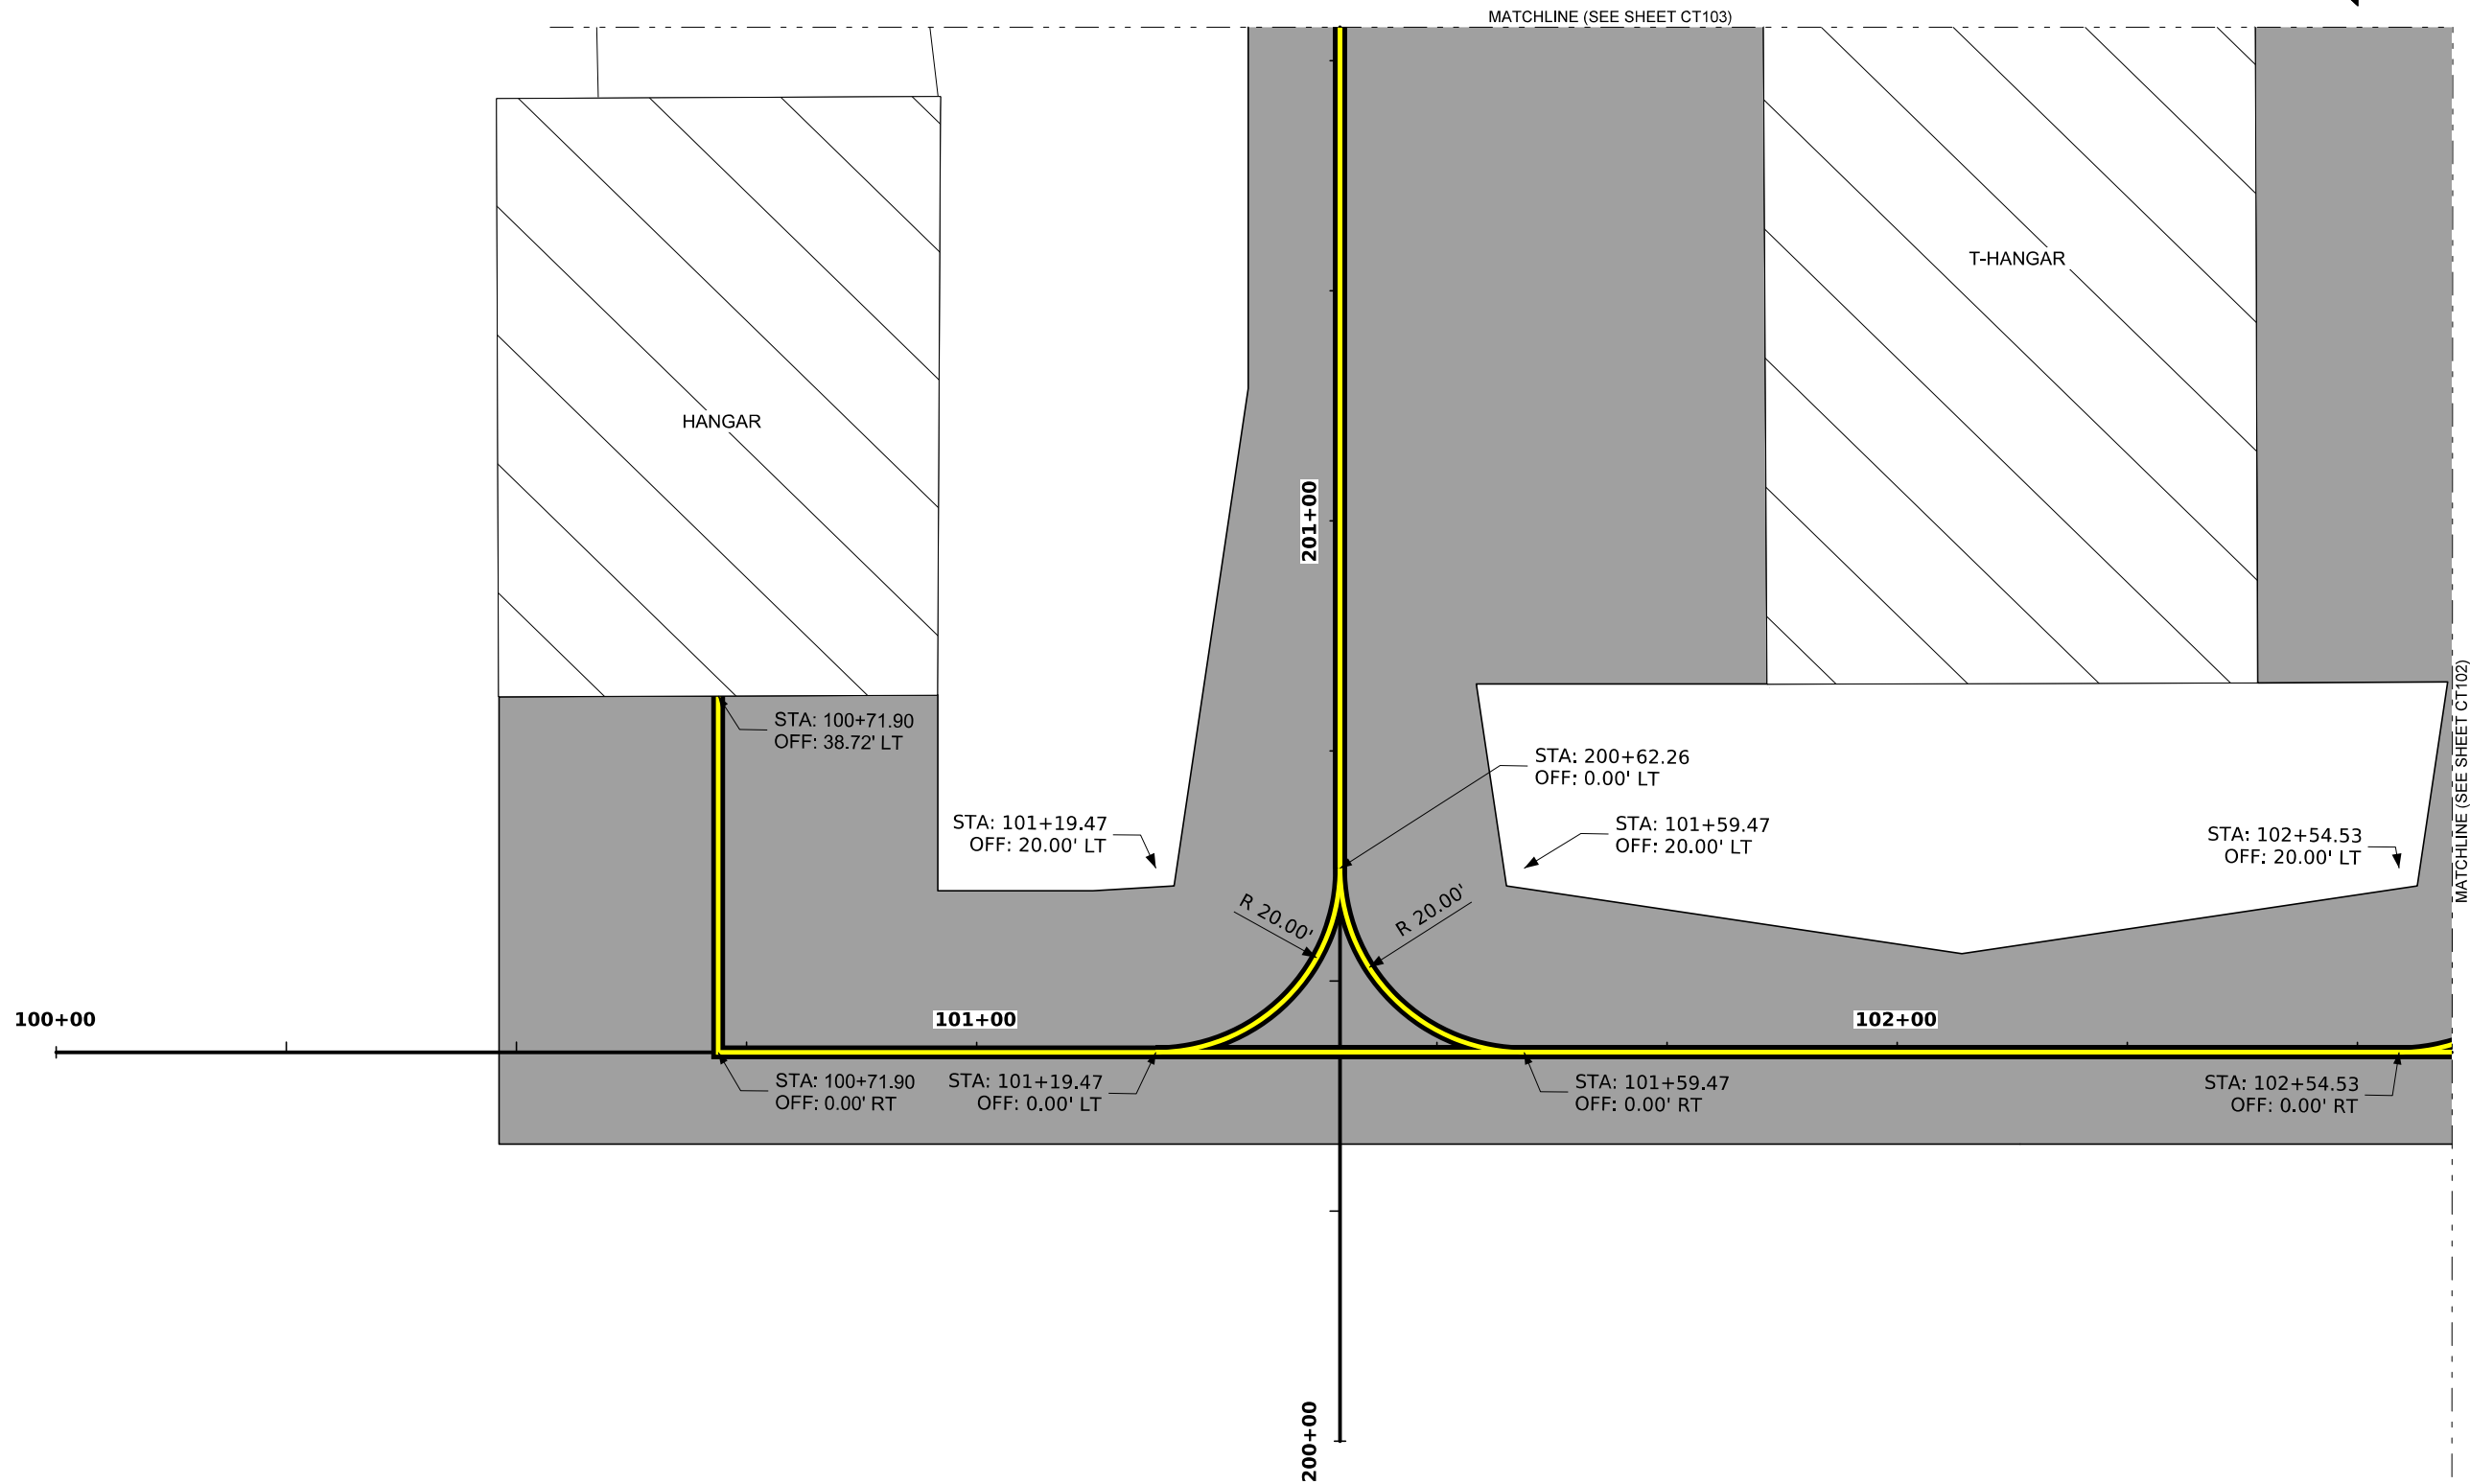 MATCHLINE (SEE SHEET CT103)
T-HANGAR
HANGAR
201+00
MATCHLINE (SEE SHEET CT102)
STA: 100+71.90
OFF: 38.72' LT
STA: 200+62.26
OFF: 0.00' LT
STA: 101+19.47
OFF: 20.00' LT
STA: 101+59.47
OFF: 20.00' LT
STA: 102+54.53
OFF: 20.00' LT
R 20.00'
R 20.00'
100+00
101+00
102+00
STA: 100+71.90
OFF: 0.00' RT
STA: 101+19.47
OFF: 0.00' LT
STA: 101+59.47
OFF: 0.00' RT
STA: 102+54.53
OFF: 0.00' RT
200+00